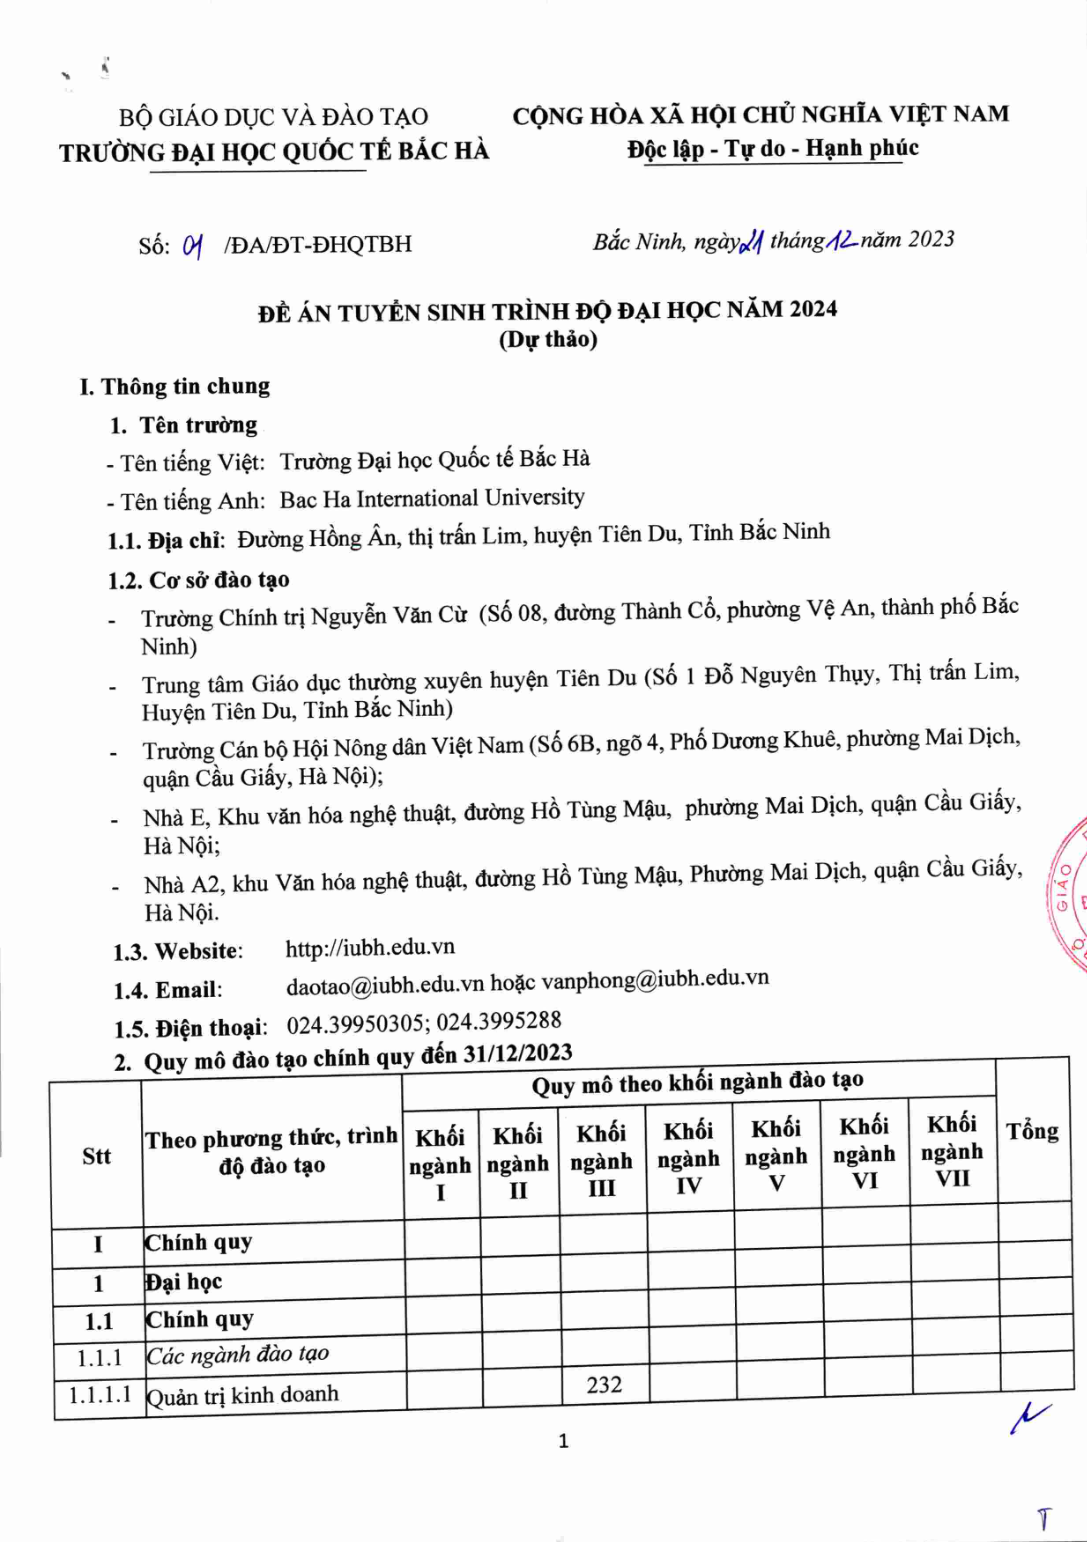 BỘ GIÁO DỤC VÀ ĐÀO TẠO
TRƯỜNG ĐẠI HỌC QUỐC TẾ BẮC HÀ
CỘNG HÒA XÃ HỘI CHỦ NGHĨA VIỆT NAM
Độc lập - Tự do - Hạnh phúc
Số: 01 /ĐA/ĐT-ĐHQTBH
Bắc Ninh, ngày 21 tháng 12 năm 2023
ĐỀ ÁN TUYỂN SINH TRÌNH ĐỘ ĐẠI HỌC NĂM 2024
(Dự thảo)
I. Thông tin chung
1. Tên trường
- Tên tiếng Việt: Trường Đại học Quốc tế Bắc Hà
- Tên tiếng Anh: Bac Ha International University
1.1. Địa chỉ: Đường Hồng Ân, thị trấn Lim, huyện Tiên Du, Tỉnh Bắc Ninh
1.2. Cơ sở đào tạo
- Trường Chính trị Nguyễn Văn Cừ (Số 08, đường Thành Cổ, phường Vệ An, thành phố Bắc
Ninh)
- Trung tâm Giáo dục thường xuyên huyện Tiên Du (Số 1 Đỗ Nguyên Thụy, Thị trấn Lim,
Huyện Tiên Du, Tỉnh Bắc Ninh)
- Trường Cán bộ Hội Nông dân Việt Nam (Số 6B, ngõ 4, Phố Dương Khuê, phường Mai Dịch,
quận Cầu Giấy, Hà Nội);
- Nhà E, Khu văn hóa nghệ thuật, đường Hồ Tùng Mậu, phường Mai Dịch, quận Cầu Giấy,
Hà Nội;
- Nhà A2, khu Văn hóa nghệ thuật, đường Hồ Tùng Mậu, Phường Mai Dịch, quận Cầu Giấy,
Hà Nội.
1.3. Website: http://iubh.edu.vn
1.4. Email: daotao@iubh.edu.vn hoặc vanphong@iubh.edu.vn
1.5. Điện thoại: 024.39950305; 024.3995288
2. Quy mô đào tạo chính quy đến 31/12/2023
Stt
Theo phương thức, trình
độ đào tạo
Quy mô theo khối ngành đào tạo
Khối
ngành
I
Khối
ngành
II
Khối
ngành
III
Khối
ngành
IV
Khối
ngành
V
Khối
ngành
VI
Khối
ngành
VII
Tổng
I Chính quy
1 Đại học
1.1 Chính quy
1.1.1 Các ngành đào tạo
1.1.1.1 Quản trị kinh doanh 232
1
GIÁO